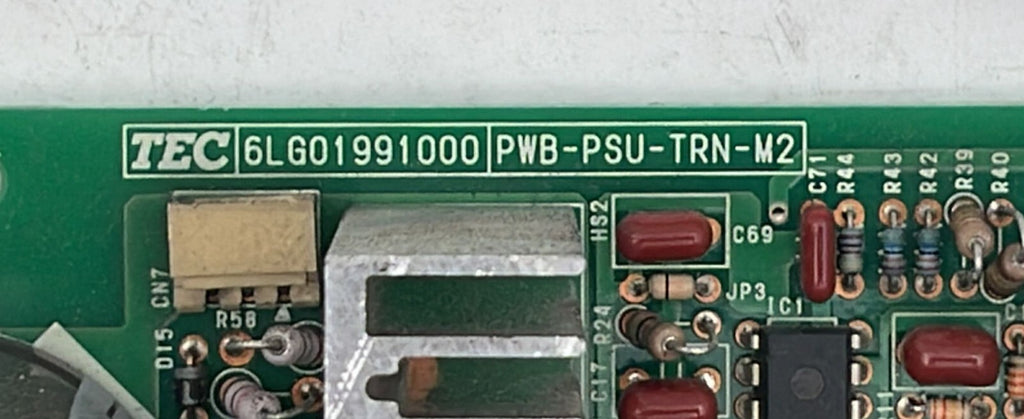 TEC 6LG01991000 PWB-PSU-TRN-M2
C71
R44
R43
R42
R39
R40
HS2
C69
CN7
JP3
IC1
R58
R24
D15
C17